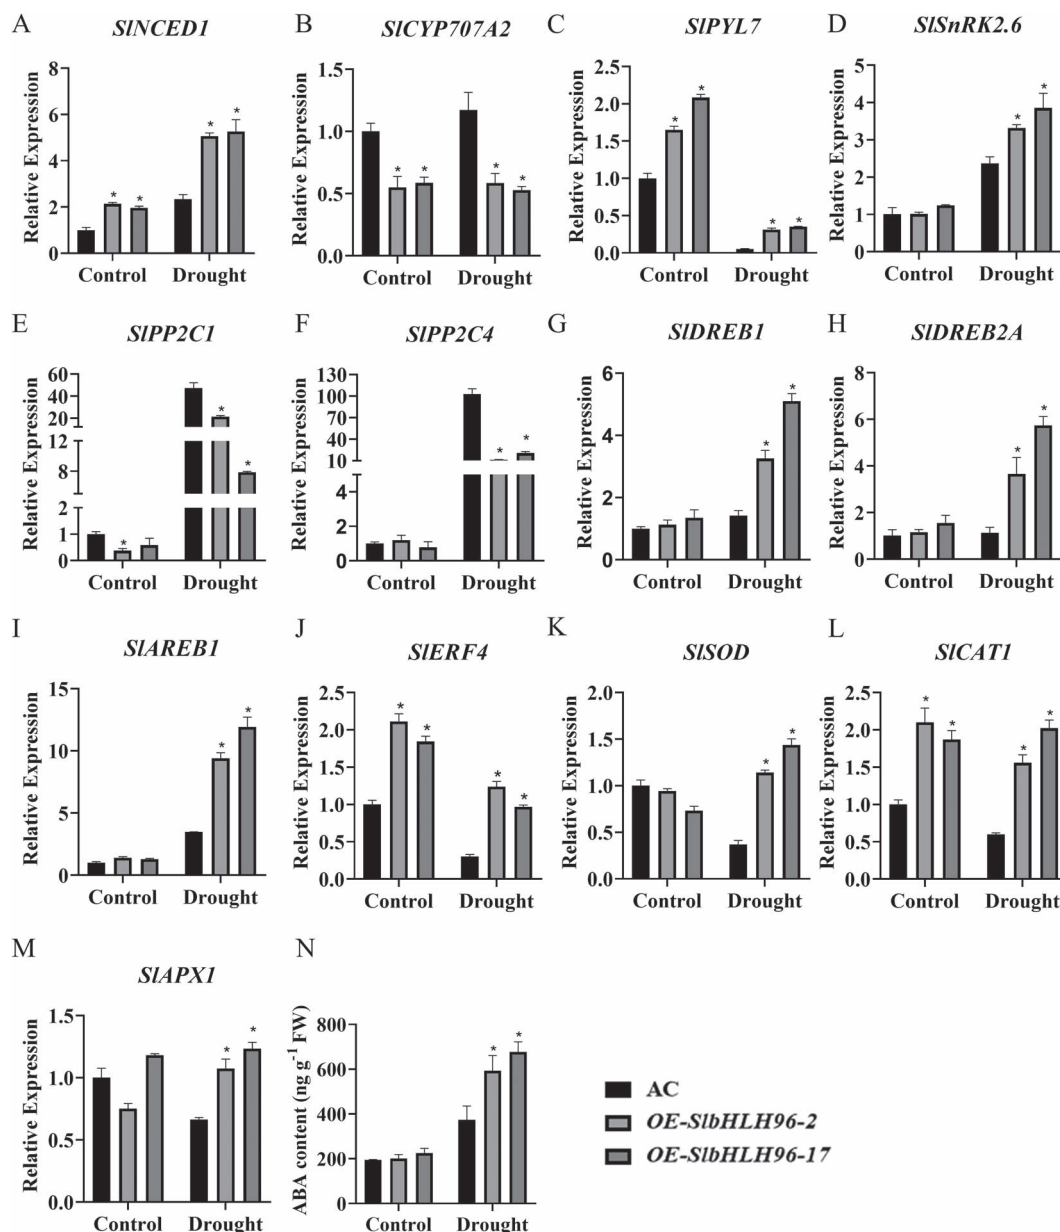 A SlNCED1
Relative Expression
8
6
4
2
0
* * * *
Control Drought
B SlCYP707A2
Relative Expression
1.5
1.0
0.5
0.0
* * * *
Control Drought
C SlPYL7
Relative Expression
2.5
2.0
1.5
1.0
0.5
0.0
* * * *
Control Drought
D SlSnRK2.6
Relative Expression
5
4
3
2
1
0
* *
Control Drought
E SlPP2C1
Relative Expression
60
40
20
12
8
2
1
0
* * *
Control Drought
F SlPP2C4
Relative Expression
130
100
70
40
10
4
2
0
* *
Control Drought
G SlDREB1
Relative Expression
6
4
2
0
* *
Control Drought
H SlDREB2A
Relative Expression
8
6
4
2
0
* *
Control Drought
I SlAREB1
Relative Expression
15
10
5
0
* *
Control Drought
J SlERF4
Relative Expression
2.5
2.0
1.5
1.0
0.5
0.0
* * * *
Control Drought
K SlSOD
Relative Expression
2.0
1.5
1.0
0.5
0.0
* *
Control Drought
L SlCAT1
Relative Expression
2.5
2.0
1.5
1.0
0.5
0.0
* * * *
Control Drought
M SlAPX1
Relative Expression
1.5
1.0
0.5
0.0
* *
Control Drought
N
ABA content (ng g-1 FW)
800
600
400
200
0
* *
Control Drought
AC
OE-SlbHLH96-2
OE-SlbHLH96-17